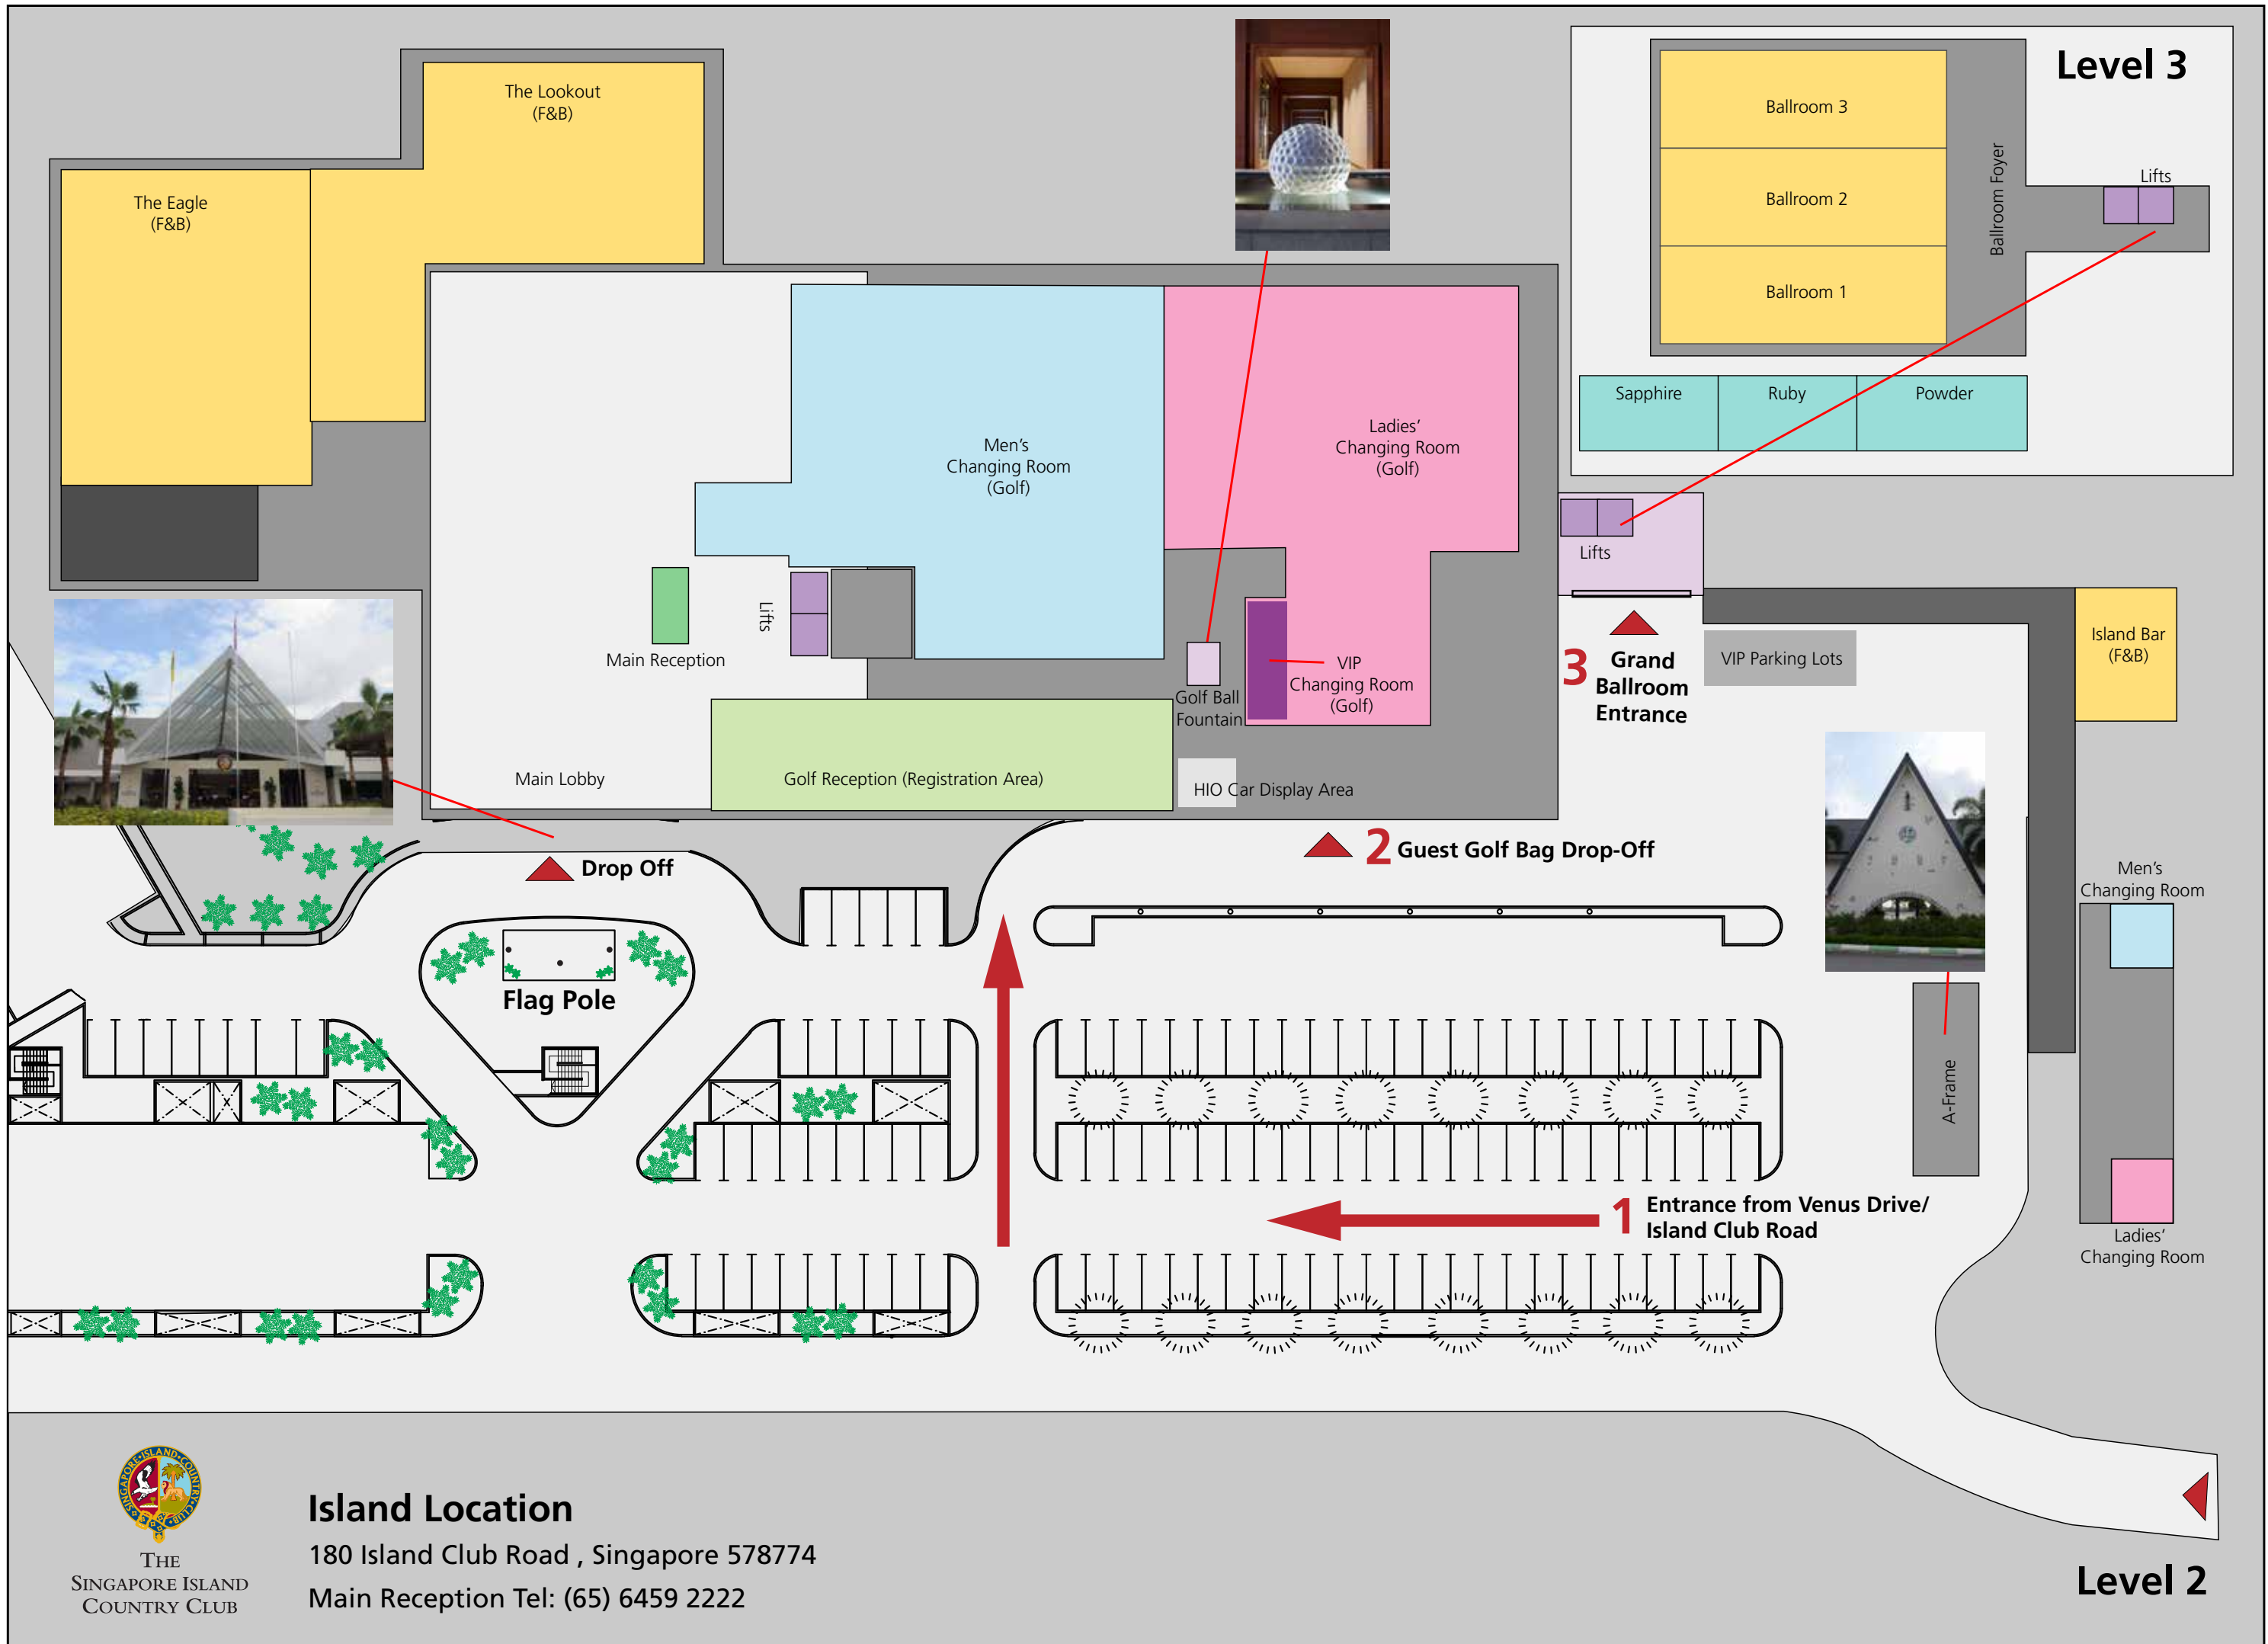 Level 3
The Lookout
(F&B)
Ballroom 3
Ballroom 2
Ballroom 1
Ballroom Foyer
Lifts
The Eagle
(F&B)
Sapphire
Ruby
Powder
Men’s
Changing Room
(Golf)
Ladies’
Changing Room
(Golf)
Lifts
Lifts
Main Reception
Golf Ball
Fountain
VIP
Changing Room
(Golf)
3
Grand
Ballroom
Entrance
VIP Parking Lots
Island Bar
(F&B)
Main Lobby
Golf Reception (Registration Area)
HIO Car Display Area
Drop Off
2 Guest Golf Bag Drop-Off
Men’s
Changing Room
Flag Pole
A-Frame
1 Entrance from Venus Drive/
Island Club Road
Ladies’
Changing Room
SINGAPORE·ISLAND·COUNTRY·CLUB
THE
SINGAPORE ISLAND
COUNTRY CLUB
Island Location
180 Island Club Road , Singapore 578774
Main Reception Tel: (65) 6459 2222
Level 2